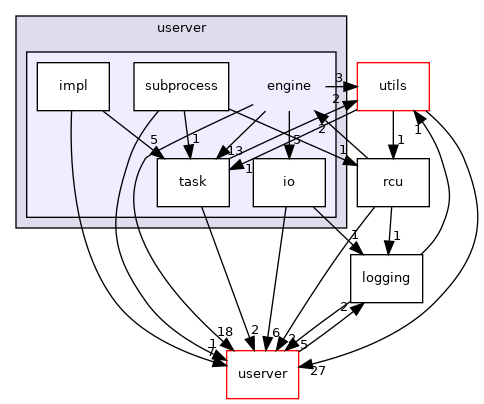 userver
impl
subprocess
engine
3
utils
2
2
1
5
1
13
5
1
1
1
task
io
rcu
1
1
logging
2
18
1
7
2
6
2
5
27
userver